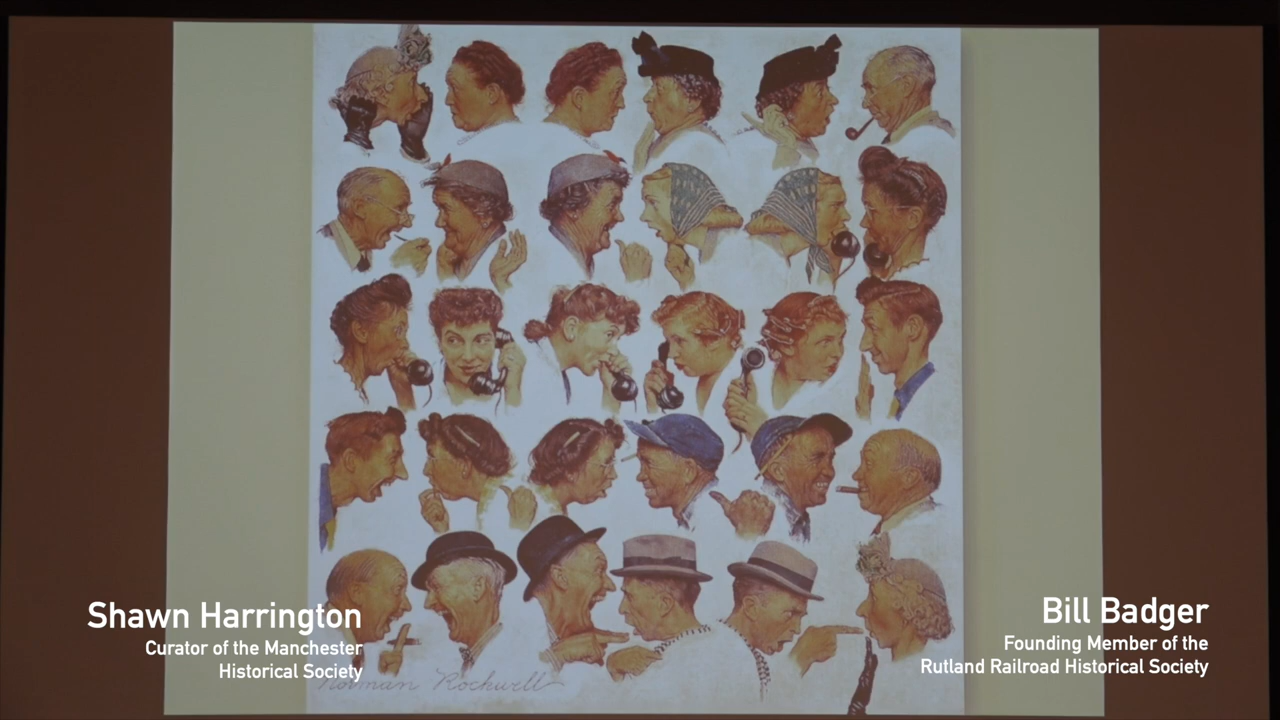 Shawn Harrington
Curator of the Manchester
Historical Society
Bill Badger
Founding Member of the
Rutland Railroad Historical Society
Norman Rockwell